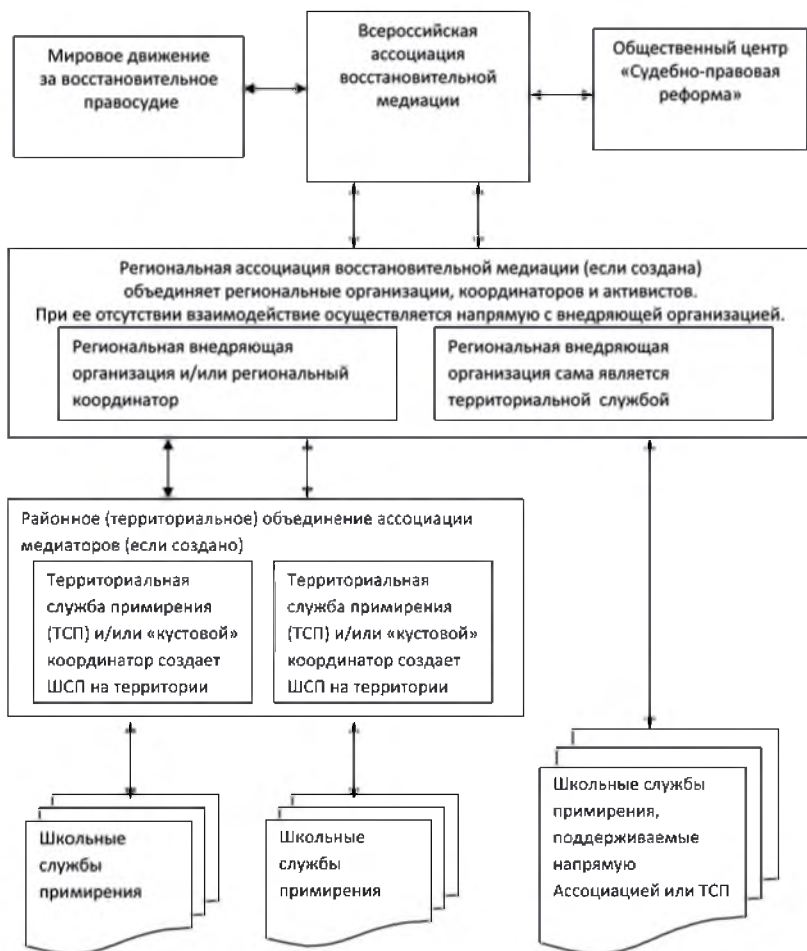 Мировое движение
за восстановительное
правосудие
Всероссийская
ассоциация
восстановительной
медиации
Общественный центр
«Судебно-правовая
реформа»
Региональная ассоциация восстановительной медиации (если создана)
объединяет региональные организации, координаторов и активистов.
При ее отсутствии взаимодействие осуществляется напрямую с внедряющей организацией.
Региональная внедряющая
организация и/или региональный
координатор
Региональная внедряющая
организация сама является
территориальной службой
Районное (территориальное) объединение ассоциации
медиаторов (если создано)
Территориальная
служба примирения
(ТСП) и/или «кустовой»
координатор создает
ШСП на территории
Территориальная
служба примирения
(ТСП) и/или «кустовой»
координатор создает
ШСП на территории
Школьные
службы
примирения
Школьные
службы
примирения
Школьные службы
примирения,
поддерживаемые
напрямую
Ассоциацией или ТСП